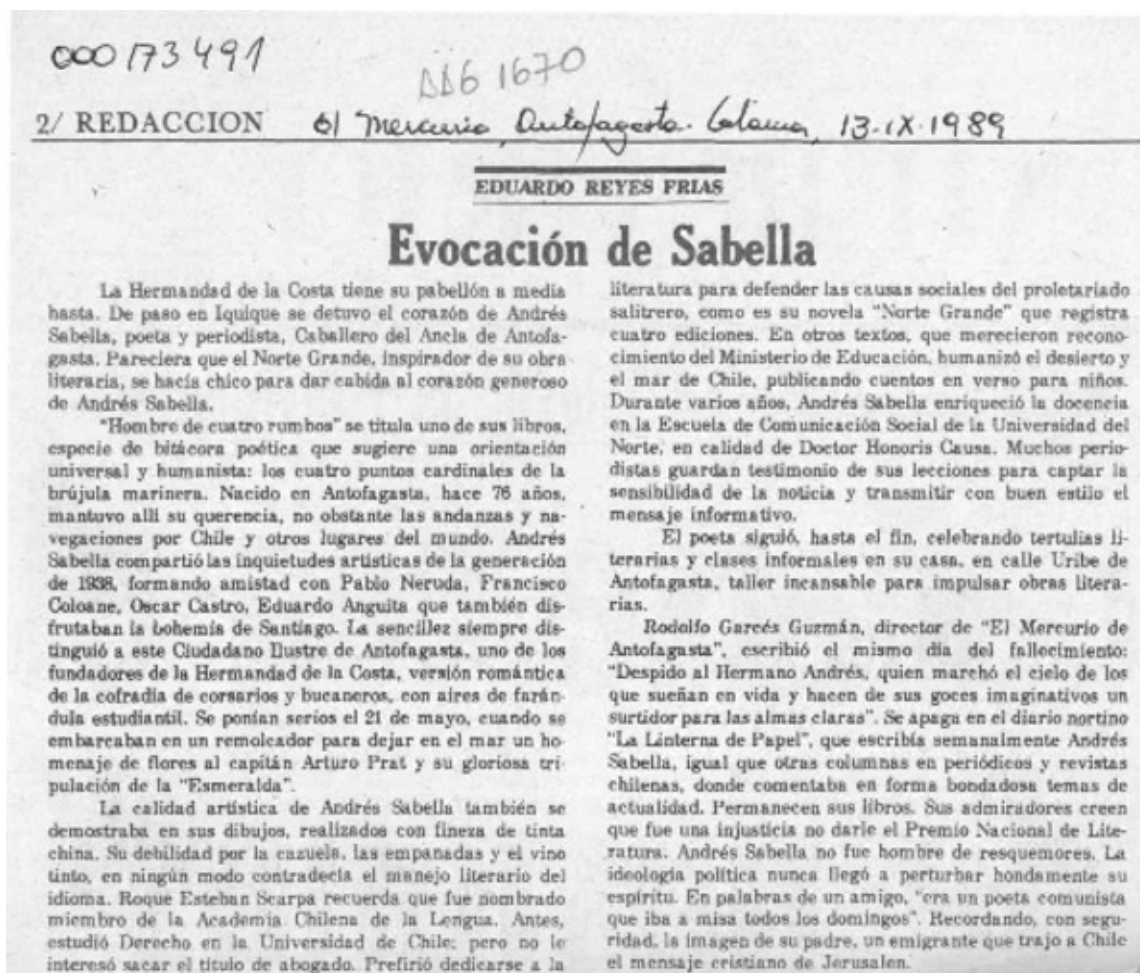 000173491
AAG 1670
2/ REDACCION El Mercurio, Antofagasta. Calama, 13.IX.1989
EDUARDO REYES FRIAS
Evocación de Sabella
La Hermandad de la Costa tiene su pabellón a media
hasta. De paso en Iquique se detuvo el corazón de Andrés
Sabella, poeta y periodista, Caballero del Ancla de Antofa-
gasta. Pareciera que el Norte Grande, inspirador de su obra
literaria, se hacía chico para dar cabida al corazón generoso
de Andrés Sabella.
"Hombre de cuatro rumbos" se titula uno de sus libros,
especie de bitácora poética que sugiere una orientación
universal y humanista: los cuatro puntos cardinales de la
brújula marinera. Nacido en Antofagasta, hace 76 años,
mantuvo allí su querencia, no obstante las andanzas y na-
vegaciones por Chile y otros lugares del mundo. Andrés
Sabella compartió las inquietudes artísticas de la generación
de 1938, formando amistad con Pablo Neruda, Francisco
Coloane, Oscar Castro, Eduardo Anguita que también dis-
frutaban la bohemia de Santiago. La sencillez siempre dis-
tinguió a este Ciudadano Ilustre de Antofagasta, uno de los
fundadores de la Hermandad de la Costa, versión romántica
de la cofradía de corsarios y bucaneros, con aires de farán-
dula estudiantil. Se ponían serios el 21 de mayo, cuando se
embarcaban en un remolcador para dejar en el mar un ho-
menaje de flores al capitán Arturo Prat y su gloriosa tri-
pulación de la "Esmeralda".
La calidad artística de Andrés Sabella también se
demostraba en sus dibujos, realizados con fineza de tinta
china. Su debilidad por la cazuela, las empanadas y el vino
tinto, en ningún modo contradecía el manejo literario del
idioma. Roque Esteban Scarpa recuerda que fue nombrado
miembro de la Academia Chilena de la Lengua. Antes,
estudió Derecho en la Universidad de Chile; pero no le
interesó sacar el título de abogado. Prefirió dedicarse a la
literatura para defender las causas sociales del proletariado
salitrero, como es su novela "Norte Grande" que registra
cuatro ediciones. En otros textos, que merecieron recono-
cimiento del Ministerio de Educación, humanizó el desierto y
el mar de Chile, publicando cuentos en verso para niños.
Durante varios años, Andrés Sabella enriqueció la docencia
en la Escuela de Comunicación Social de la Universidad del
Norte, en calidad de Doctor Honoris Causa. Muchos perio-
distas guardan testimonio de sus lecciones para captar la
sensibilidad de la noticia y transmitir con buen estilo el
mensaje informativo.
El poeta siguió, hasta el fin, celebrando tertulias li-
terarias y clases informales en su casa, en calle Uribe de
Antofagasta, taller incansable para impulsar obras litera-
rias.
Rodolfo Garcés Guzmán, director de "El Mercurio de
Antofagasta", escribió el mismo día del fallecimiento:
"Despido al Hermano Andrés, quien marchó el cielo de los
que sueñan en vida y hacen de sus goces imaginativos un
surtidor para las almas claras". Se apaga en el diario nortino
"La Linterna de Papel", que escribía semanalmente Andrés
Sabella, igual que otras columnas en periódicos y revistas
chilenas, donde comentaba en forma bondadosa temas de
actualidad. Permanecen sus libros. Sus admiradores creen
que fue una injusticia no darle el Premio Nacional de Lite-
ratura. Andrés Sabella no fue hombre de resquemores. La
ideología política nunca llegó a perturbar hondamente su
espíritu. En palabras de un amigo, "era un poeta comunista
que iba a misa todos los domingos". Recordando, con segu-
ridad, la imagen de su padre, un emigrante que trajo a Chile
el mensaje cristiano de Jerusalen.